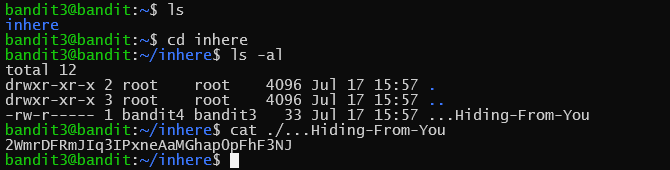 bandit3@bandit:~$ ls
inhere
bandit3@bandit:~$ cd inhere
bandit3@bandit:~/inhere$ ls -al
total 12
drwxr-xr-x 2 root    root    4096 Jul 17 15:57 .
drwxr-xr-x 3 root    root    4096 Jul 17 15:57 ..
-rw-r----- 1 bandit4 bandit3   33 Jul 17 15:57 ...Hiding-From-You
bandit3@bandit:~/inhere$ cat ./...Hiding-From-You
2WmrDFRmJIq3IPxneAaMGhap0pFhF3NJ
bandit3@bandit:~/inhere$